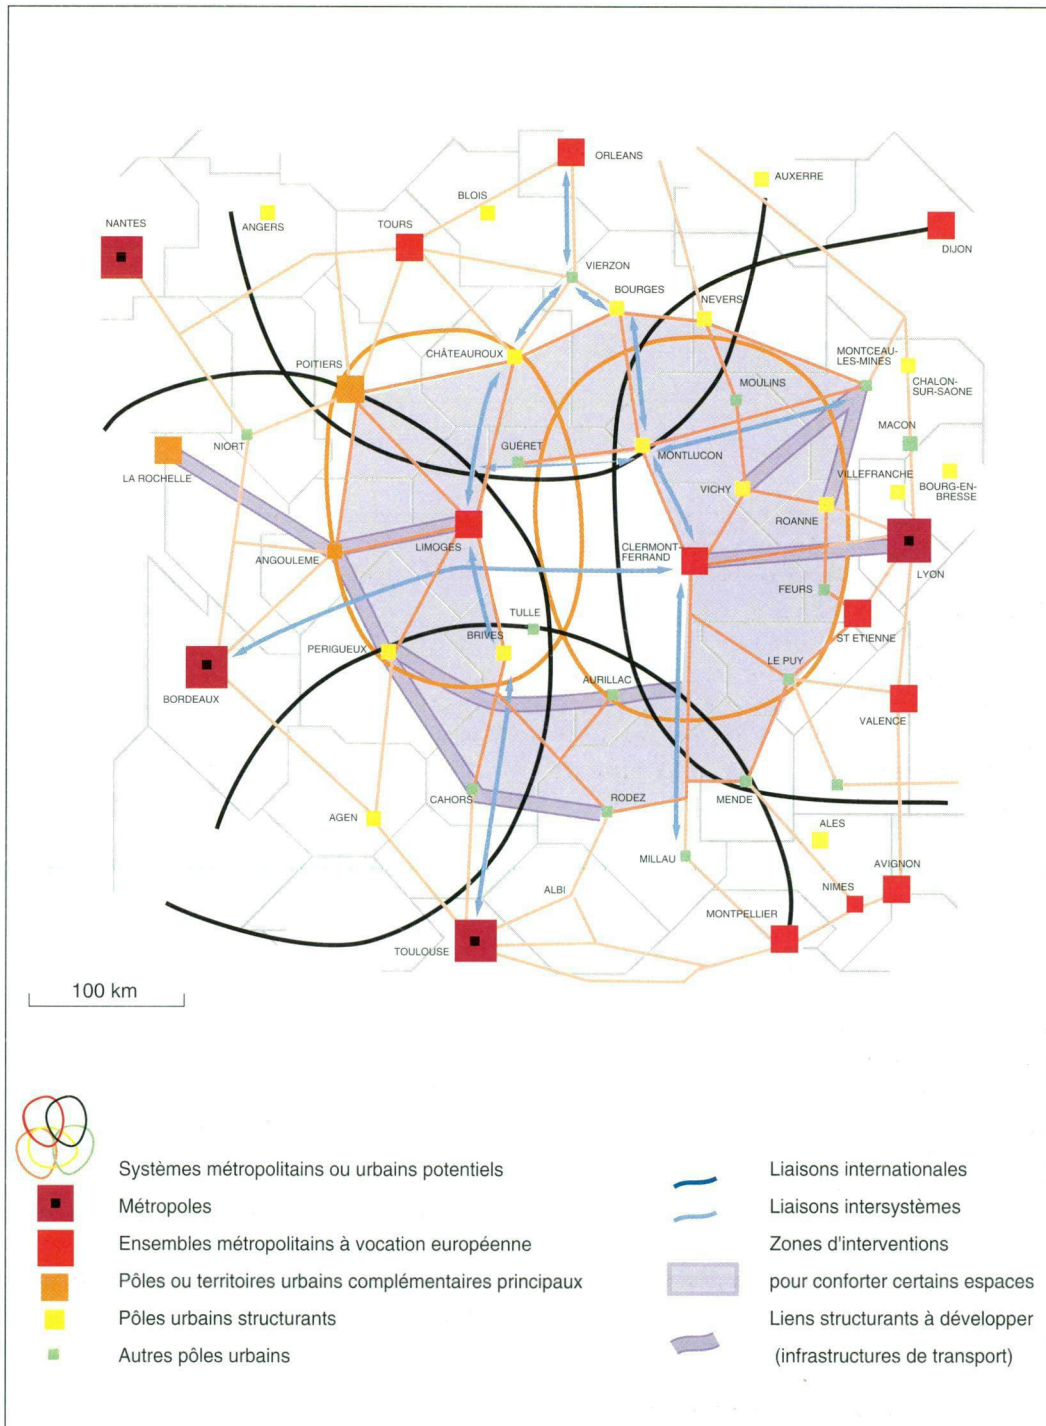 ORLEANS
AUXERRE
BLOIS
NANTES
ANGERS
TOURS
DIJON
VIERZON
BOURGES
NEVERS
CHÂTEAUROUX
MONTCEAU-
LES-MINES
POITIERS
MOULINS
CHALON-
SUR-SAONE
MACON
GUÉRET
NIORT
MONTLUCON
LA ROCHELLE
VICHY
VILLEFRANCHE
BOURG-EN-
BRESSE
ROANNE
LIMOGES
CLERMONT-
FERRAND
ANGOULEME
LYON
FEURS
TULLE
ST ETIENNE
BRIVES
PERIGUEUX
LE PUY
AURILLAC
BORDEAUX
VALENCE
CAHORS
RODEZ
MENDE
AGEN
ALES
MILLAU
AVIGNON
ALBI
NIMES
MONTPELLIER
TOULOUSE
100 km
Systèmes métropolitains ou urbains potentiels
Métropoles
Ensembles métropolitains à vocation européenne
Pôles ou territoires urbains complémentaires principaux
Pôles urbains structurants
Autres pôles urbains
Liaisons internationales
Liaisons intersystèmes
Zones d'interventions
pour conforter certains espaces
Liens structurants à développer
(infrastructures de transport)